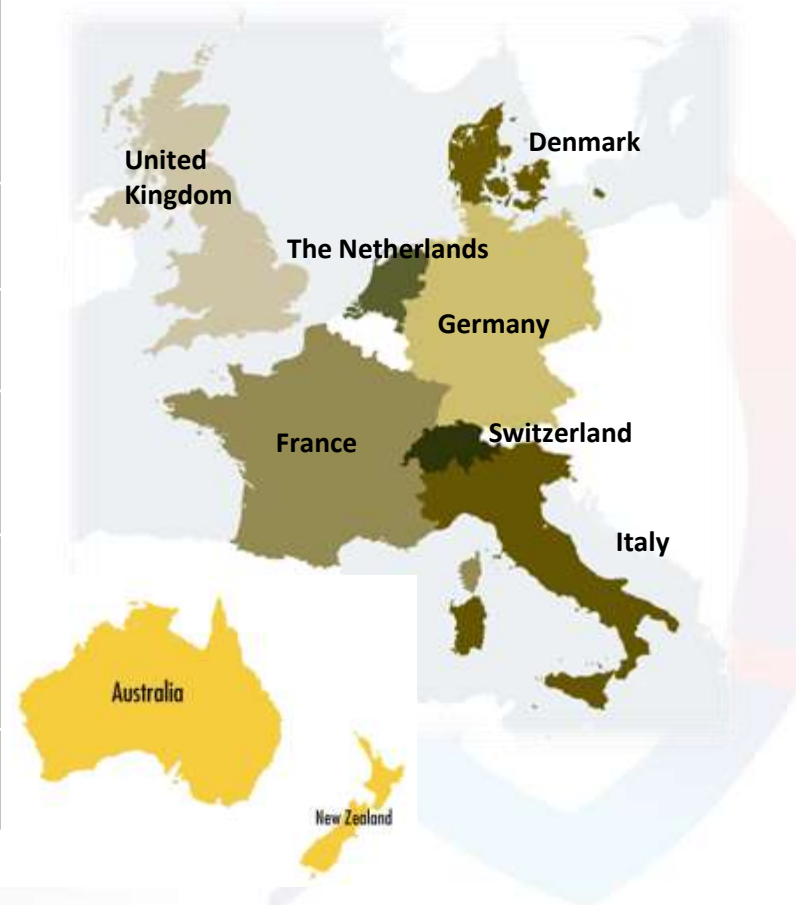 United
Kingdom
Denmark
The Netherlands
Germany
France
Switzerland
Italy
Australia
New Zealand